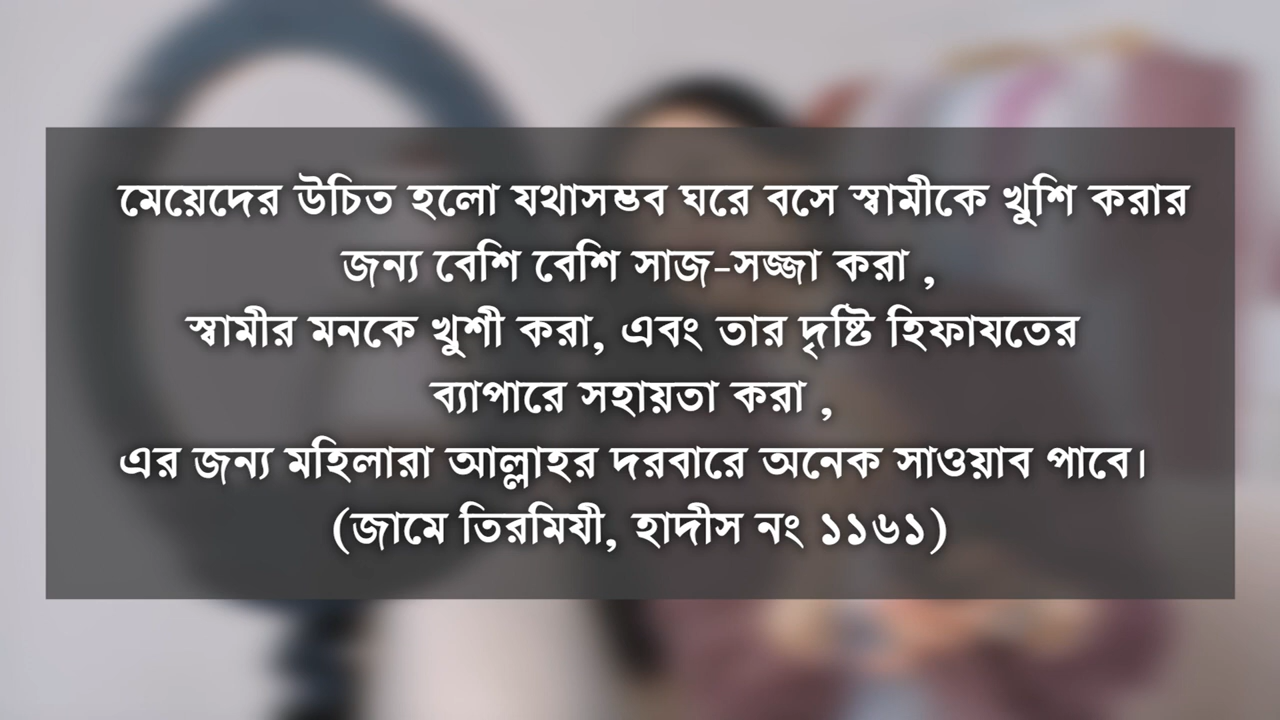 মেয়েদের উচিত হলো যথাসম্ভব ঘরে বসে স্বামীকে খুশি করার
জন্য বেশি বেশি সাজ-সজ্জা করা ,
স্বামীর মনকে খুশী করা, এবং তার দৃষ্টি হিফাযতের
ব্যাপারে সহায়তা করা ,
এর জন্য মহিলারা আল্লাহর দরবারে অনেক সাওয়াব পাবে।
(জামে তিরমিযী, হাদীস নং ১১৬১)